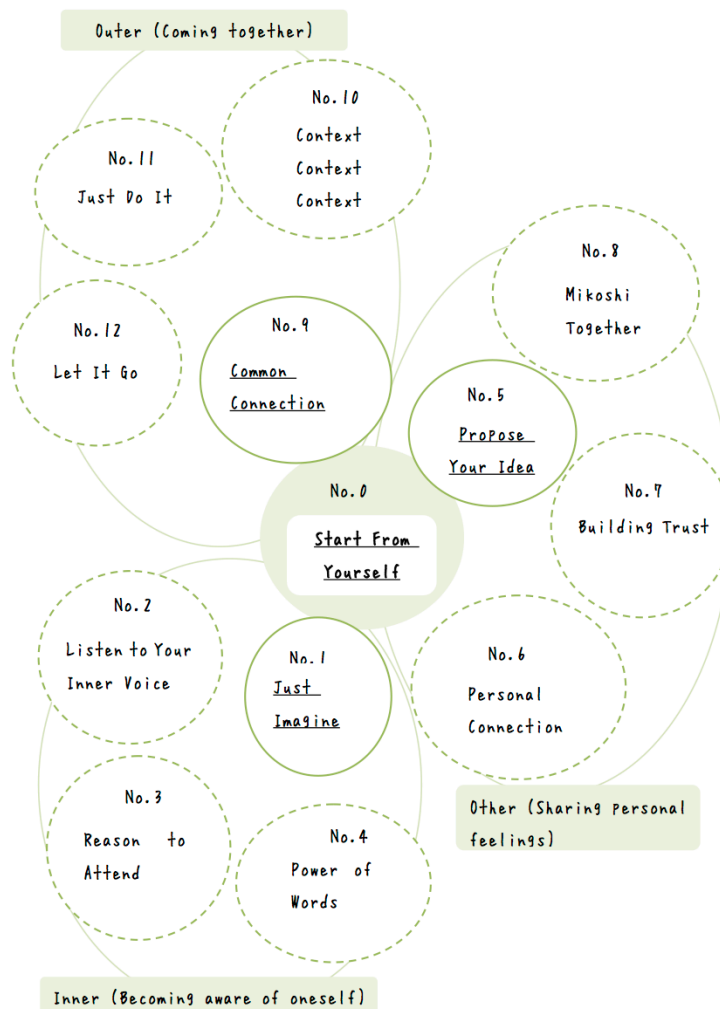 Outer (Coming together)
No.10
Context
Context
Context
No.11
Just Do It
No.8
Mikoshi
Together
No.12
Let It Go
No.9
Common
Connection
No.5
Propose
Your Idea
No.0
Start From
Yourself
No.7
Building Trust
No.2
Listen to Your
Inner Voice
No.1
Just
Imagine
No.6
Personal
Connection
No.3
Reason to
Attend
No.4
Power of
Words
Other (Sharing personal
feelings)
Inner (Becoming aware of oneself)